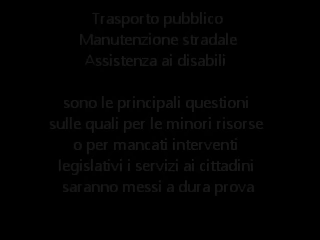 Trasporto pubblico
Manutenzione stradale
Assistenza ai disabili
sono le principali questioni
sulle quali per le minori risorse
o per mancati interventi
legislativi i servizi ai cittadini
saranno messi a dura prova